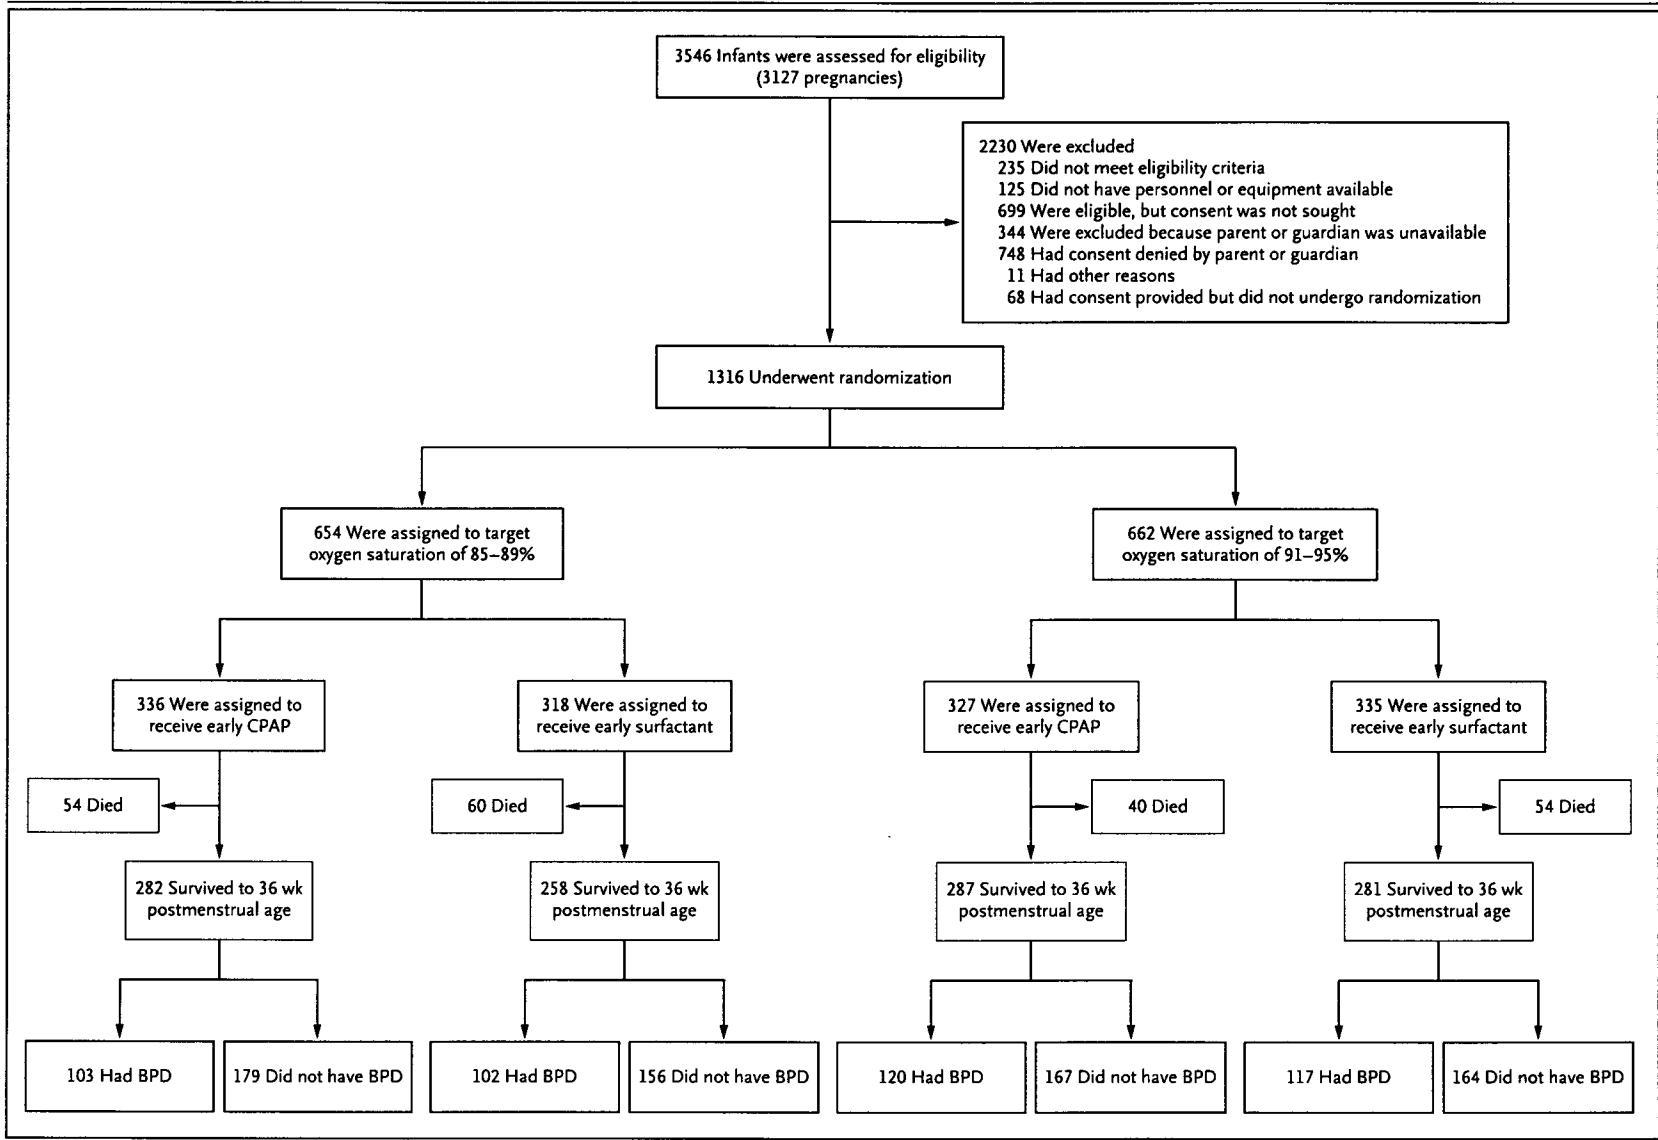 3546 Infants were assessed for eligibility
(3127 pregnancies)
2230 Were excluded
235 Did not meet eligibility criteria
125 Did not have personnel or equipment available
699 Were eligible, but consent was not sought
344 Were excluded because parent or guardian was unavailable
748 Had consent denied by parent or guardian
11 Had other reasons
68 Had consent provided but did not undergo randomization
1316 Underwent randomization
654 Were assigned to target
oxygen saturation of 85–89%
662 Were assigned to target
oxygen saturation of 91–95%
336 Were assigned to
receive early CPAP
318 Were assigned to
receive early surfactant
327 Were assigned to
receive early CPAP
335 Were assigned to
receive early surfactant
54 Died
60 Died
40 Died
54 Died
282 Survived to 36 wk
postmenstrual age
258 Survived to 36 wk
postmenstrual age
287 Survived to 36 wk
postmenstrual age
281 Survived to 36 wk
postmenstrual age
103 Had BPD
179 Did not have BPD
102 Had BPD
156 Did not have BPD
120 Had BPD
167 Did not have BPD
117 Had BPD
164 Did not have BPD